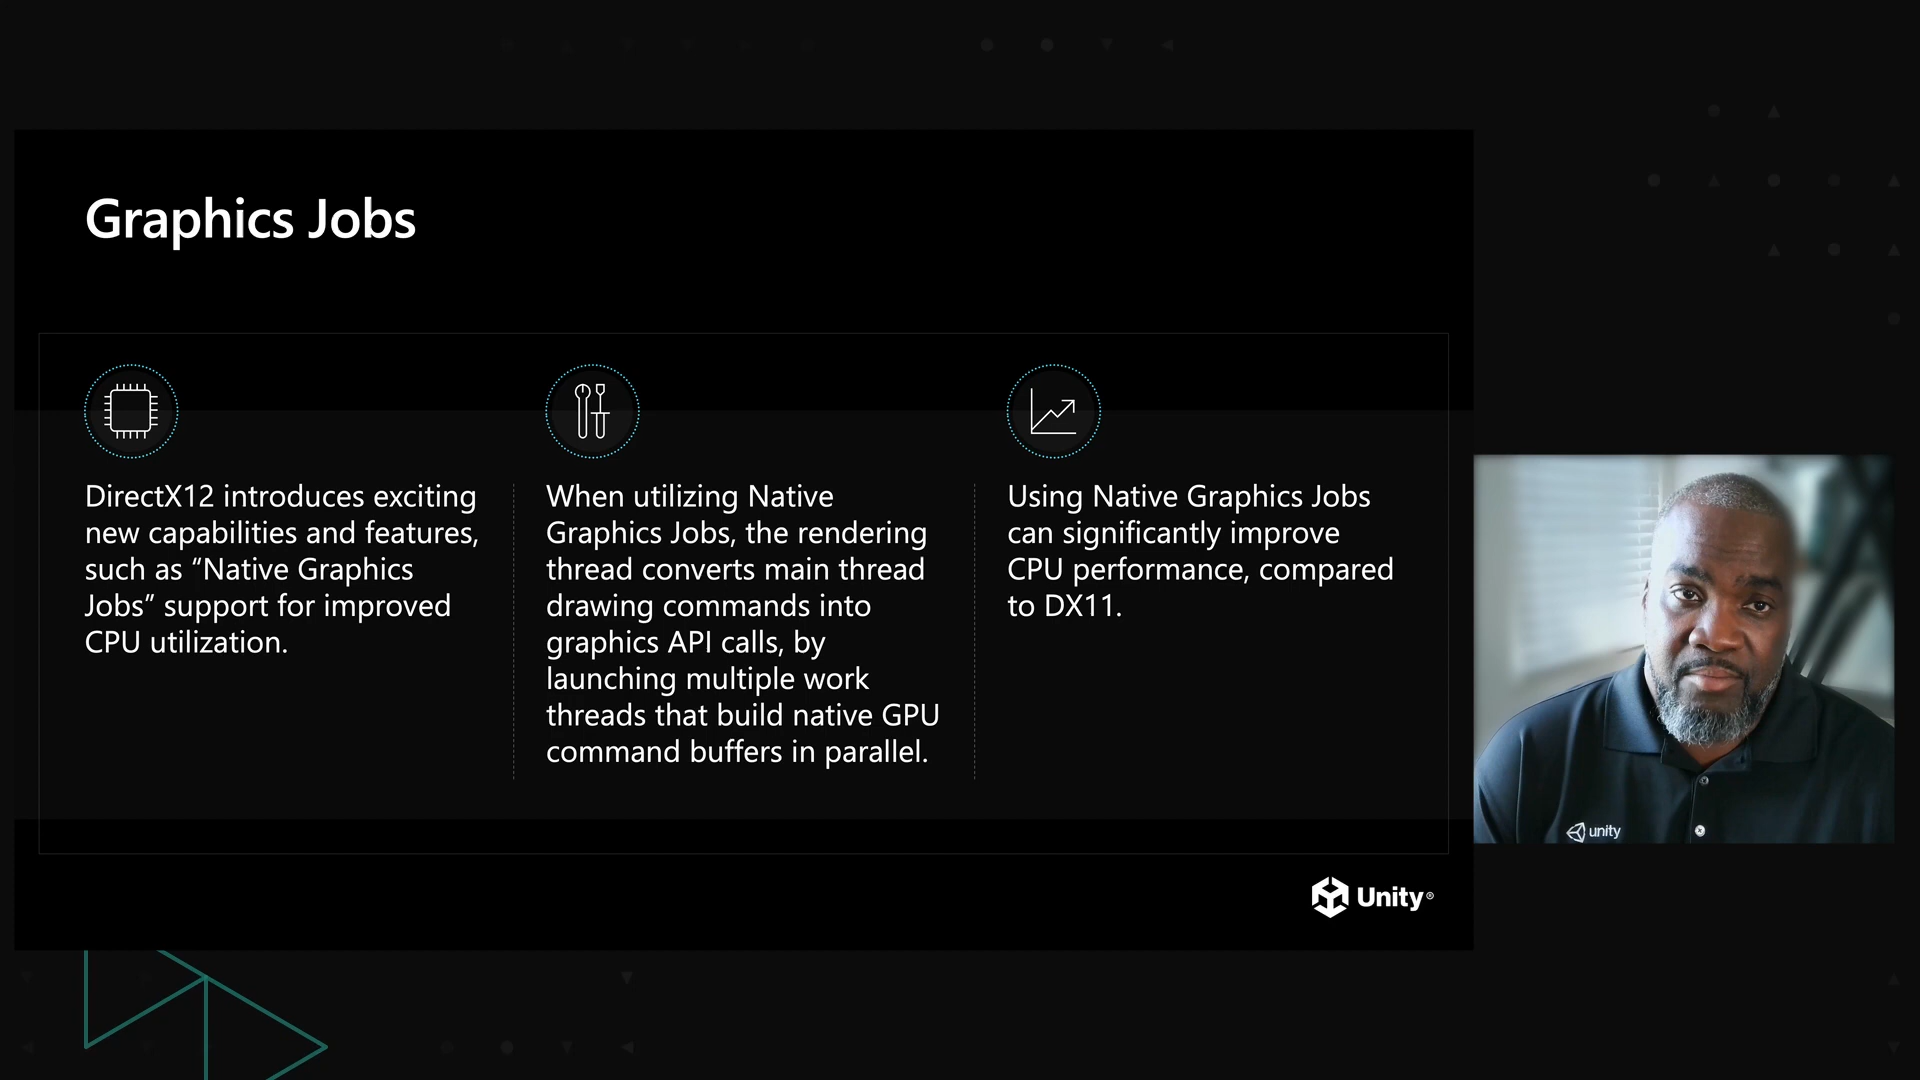 Graphics Jobs
DirectX12 introduces exciting
new capabilities and features,
such as “Native Graphics
Jobs” support for improved
CPU utilization.
When utilizing Native
Graphics Jobs, the rendering
thread converts main thread
drawing commands into
graphics API calls, by
launching multiple work
threads that build native GPU
command buffers in parallel.
Using Native Graphics Jobs
can significantly improve
CPU performance, compared
to DX11.
unity
Unity®